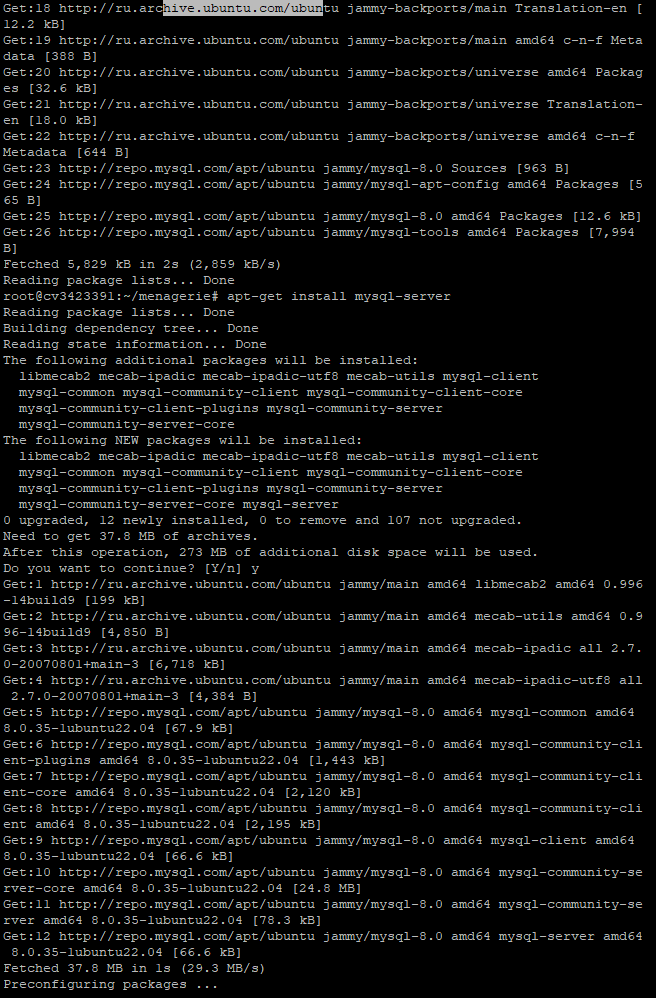 Get:18 http://ru.archive.ubuntu.com/ubuntu jammy-backports/main Translation-en [
12.2 kB]
Get:19 http://ru.archive.ubuntu.com/ubuntu jammy-backports/main amd64 c-n-f Meta
data [388 B]
Get:20 http://ru.archive.ubuntu.com/ubuntu jammy-backports/universe amd64 Packag
es [32.6 kB]
Get:21 http://ru.archive.ubuntu.com/ubuntu jammy-backports/universe Translation-
en [18.0 kB]
Get:22 http://ru.archive.ubuntu.com/ubuntu jammy-backports/universe amd64 c-n-f
Metadata [644 B]
Get:23 http://repo.mysql.com/apt/ubuntu jammy/mysql-8.0 Sources [963 B]
Get:24 http://repo.mysql.com/apt/ubuntu jammy/mysql-apt-config amd64 Packages [5
65 B]
Get:25 http://repo.mysql.com/apt/ubuntu jammy/mysql-8.0 amd64 Packages [12.6 kB]
Get:26 http://repo.mysql.com/apt/ubuntu jammy/mysql-tools amd64 Packages [7,994
B]
Fetched 5,829 kB in 2s (2,859 kB/s)
Reading package lists... Done
root@cv3423391:~/menagerie# apt-get install mysql-server
Reading package lists... Done
Building dependency tree... Done
Reading state information... Done
The following additional packages will be installed:
  libmecab2 mecab-ipadic mecab-ipadic-utf8 mecab-utils mysql-client
  mysql-common mysql-community-client mysql-community-client-core
  mysql-community-client-plugins mysql-community-server
  mysql-community-server-core
The following NEW packages will be installed:
  libmecab2 mecab-ipadic mecab-ipadic-utf8 mecab-utils mysql-client
  mysql-common mysql-community-client mysql-community-client-core
  mysql-community-client-plugins mysql-community-server
  mysql-community-server-core mysql-server
0 upgraded, 12 newly installed, 0 to remove and 107 not upgraded.
Need to get 37.8 MB of archives.
After this operation, 273 MB of additional disk space will be used.
Do you want to continue? [Y/n] y
Get:1 http://ru.archive.ubuntu.com/ubuntu jammy/main amd64 libmecab2 amd64 0.996
-14build9 [199 kB]
Get:2 http://ru.archive.ubuntu.com/ubuntu jammy/main amd64 mecab-utils amd64 0.9
96-14build9 [4,850 B]
Get:3 http://ru.archive.ubuntu.com/ubuntu jammy/main amd64 mecab-ipadic all 2.7.
0-20070801+main-3 [6,718 kB]
Get:4 http://ru.archive.ubuntu.com/ubuntu jammy/main amd64 mecab-ipadic-utf8 all
 2.7.0-20070801+main-3 [4,384 B]
Get:5 http://repo.mysql.com/apt/ubuntu jammy/mysql-8.0 amd64 mysql-common amd64
8.0.35-1ubuntu22.04 [67.9 kB]
Get:6 http://repo.mysql.com/apt/ubuntu jammy/mysql-8.0 amd64 mysql-community-cli
ent-plugins amd64 8.0.35-1ubuntu22.04 [1,443 kB]
Get:7 http://repo.mysql.com/apt/ubuntu jammy/mysql-8.0 amd64 mysql-community-cli
ent-core amd64 8.0.35-1ubuntu22.04 [2,120 kB]
Get:8 http://repo.mysql.com/apt/ubuntu jammy/mysql-8.0 amd64 mysql-community-cli
ent amd64 8.0.35-1ubuntu22.04 [2,195 kB]
Get:9 http://repo.mysql.com/apt/ubuntu jammy/mysql-8.0 amd64 mysql-client amd64
8.0.35-1ubuntu22.04 [66.6 kB]
Get:10 http://repo.mysql.com/apt/ubuntu jammy/mysql-8.0 amd64 mysql-community-se
rver-core amd64 8.0.35-1ubuntu22.04 [24.8 MB]
Get:11 http://repo.mysql.com/apt/ubuntu jammy/mysql-8.0 amd64 mysql-community-se
rver amd64 8.0.35-1ubuntu22.04 [78.3 kB]
Get:12 http://repo.mysql.com/apt/ubuntu jammy/mysql-8.0 amd64 mysql-server amd64
 8.0.35-1ubuntu22.04 [66.6 kB]
Fetched 37.8 MB in 1s (29.3 MB/s)
Preconfiguring packages ...